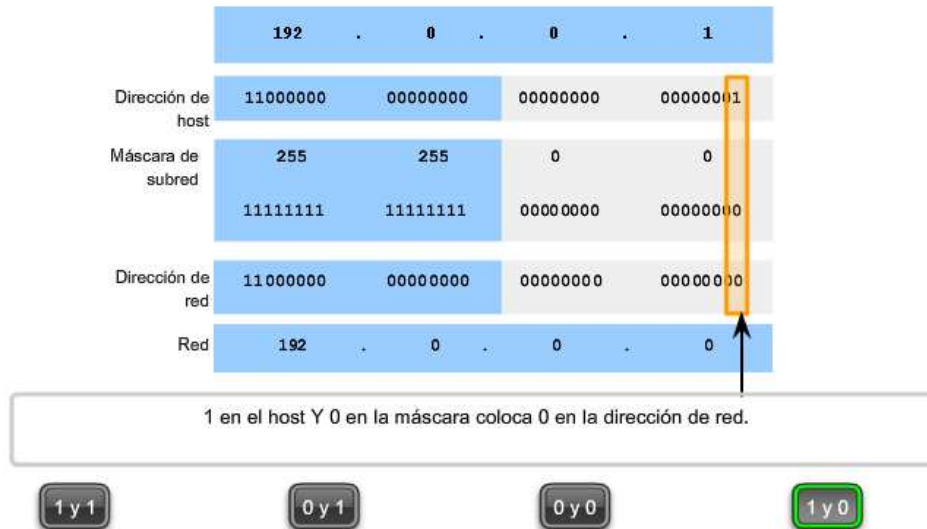 192 . 0 . 0 . 1
Dirección de host 11000000 00000000 00000000 00000001
Máscara de subred 255 255 0 0
11111111 11111111 00000000 00000000
Dirección de red 11000000 00000000 00000000 00000000
Red 192 . 0 . 0 . 0
1 en el host Y 0 en la máscara coloca 0 en la dirección de red.
1 y 1 0 y 1 0 y 0 1 y 0